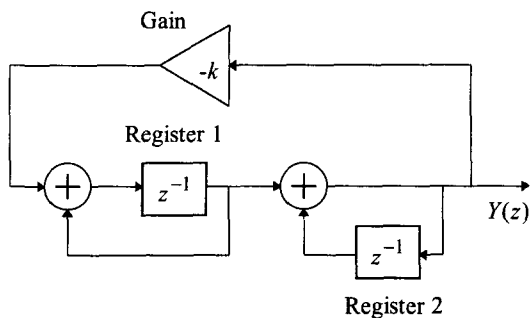 Gain
-k
Register 1
+
z⁻¹
+
Y(z)
z⁻¹
Register 2